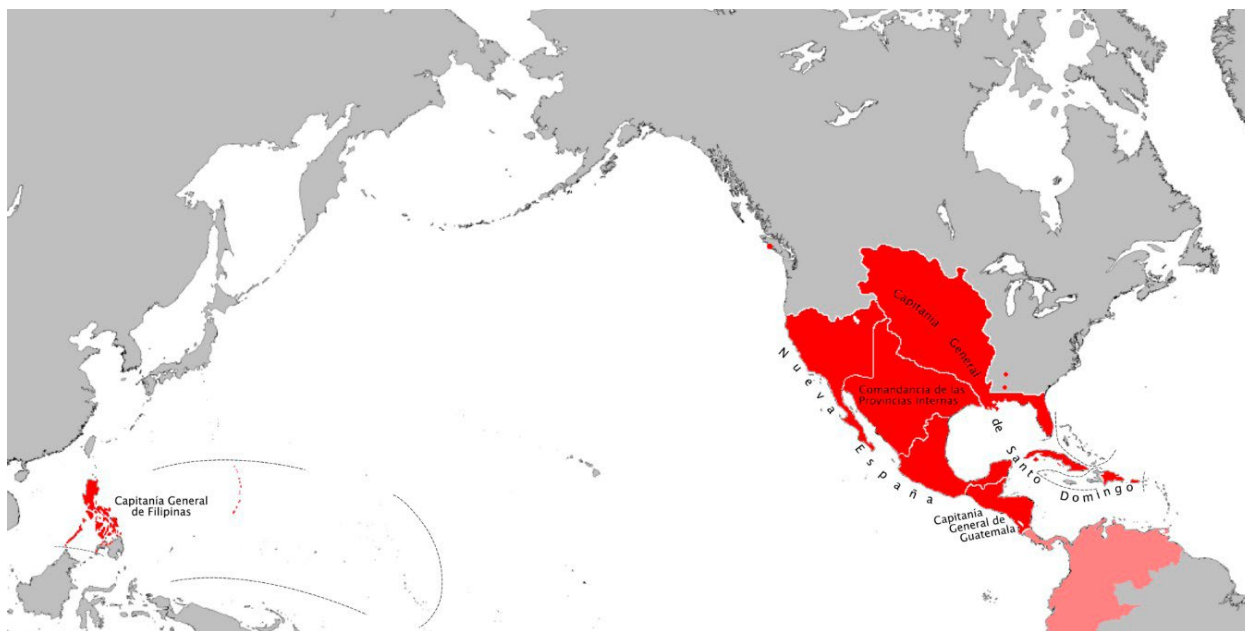 Capitanía General
de Filipinas
Nueva España
Comandancia de las
Provincias Internas
Capitanía General
de Santo Domingo
Capitanía
General de
Guatemala